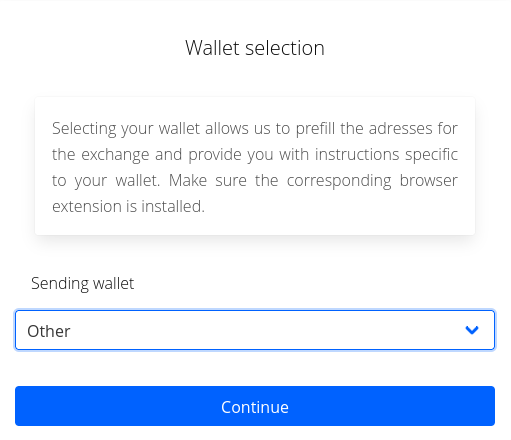 Wallet selection
Selecting your wallet allows us to prefill the adresses for
the exchange and provide you with instructions specific
to your wallet. Make sure the corresponding browser
extension is installed.
Sending wallet
Other
Continue